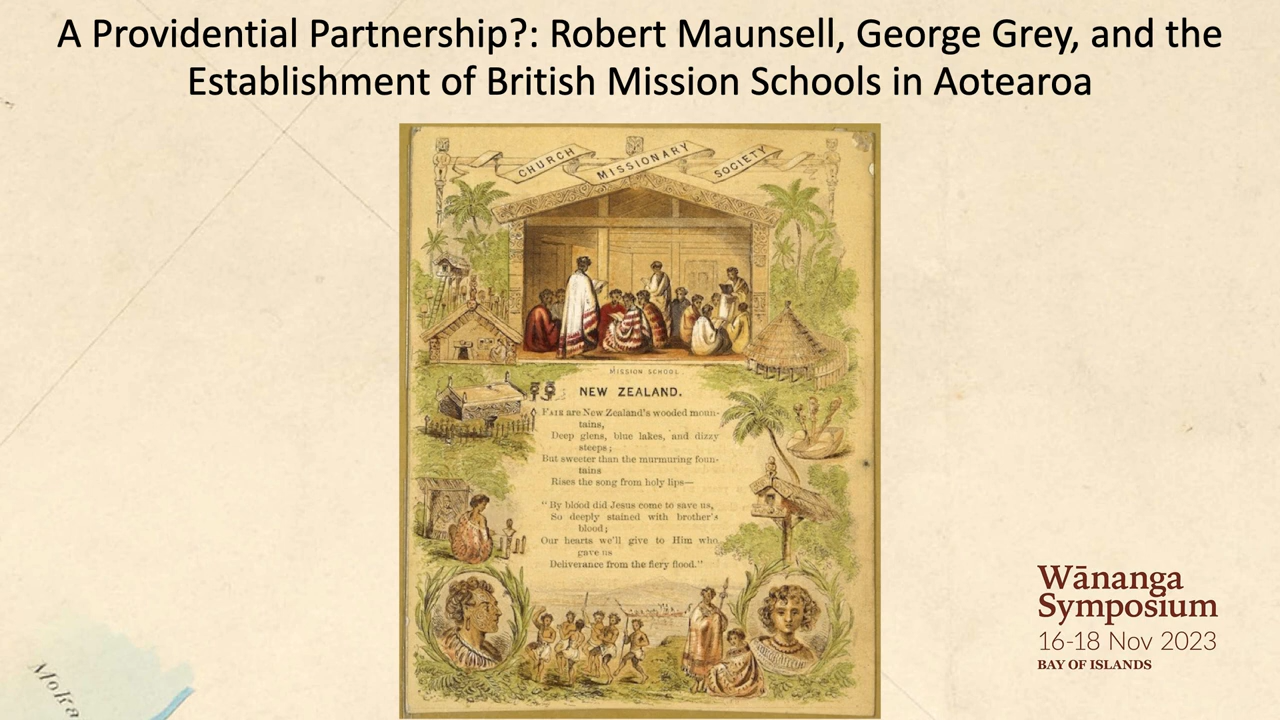 A Providential Partnership?: Robert Maunsell, George Grey, and the
Establishment of British Mission Schools in Aotearoa
CHURCH MISSIONARY SOCIETY
MISSION SCHOOL.
NEW ZEALAND.
FAIR are New Zealand's wooded moun-
tains,
Deep glens, blue lakes, and dizzy
steeps;
But sweeter than the murmuring foun-
tains
Rises the song from holy lips—
"By blood did Jesus come to save us,
So deeply stained with brother's
blood;
Our hearts we'll give to Him who
gave us
Deliverance from the fiery flood."
Wānanga
Symposium
16-18 Nov 2023
BAY OF ISLANDS
Moka